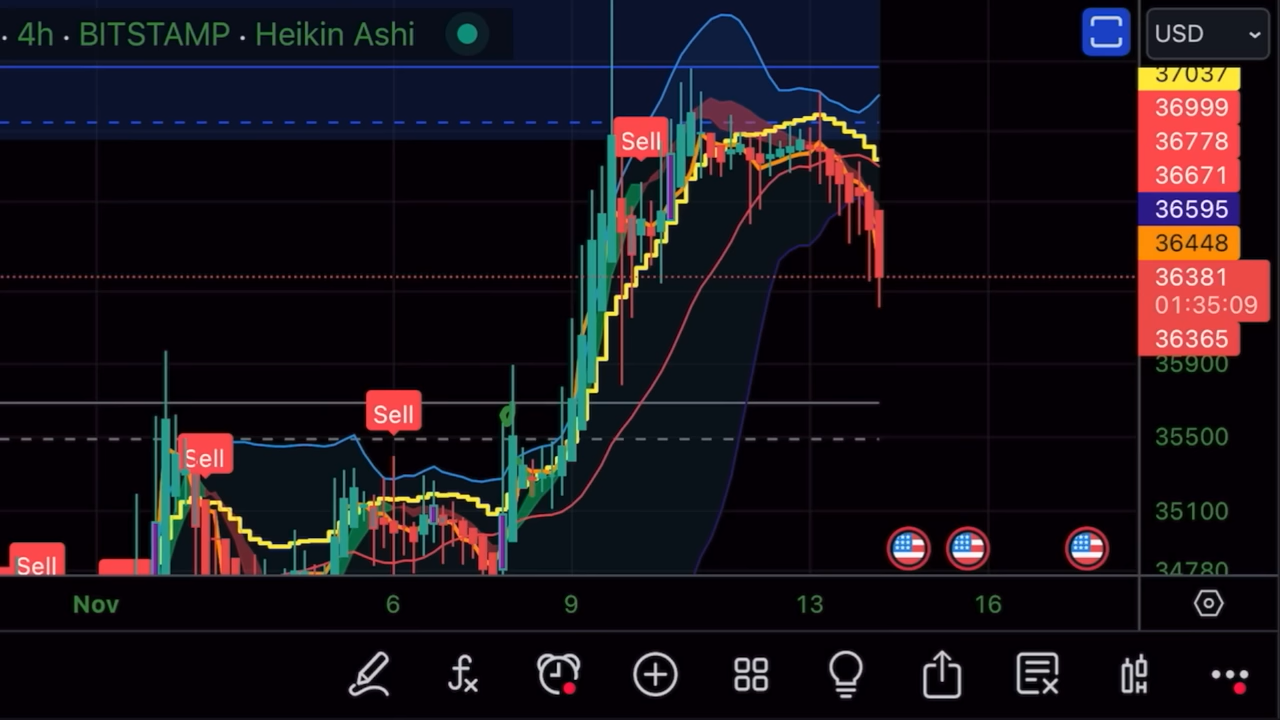 · 4h · BITSTAMP · Heikin Ashi
USD
37037
36999
36778
36671
36595
36448
36381
01:35:09
36365
35900
35500
35100
34780
Sell
Sell
Sell
Sell
Nov 6 9 13 16